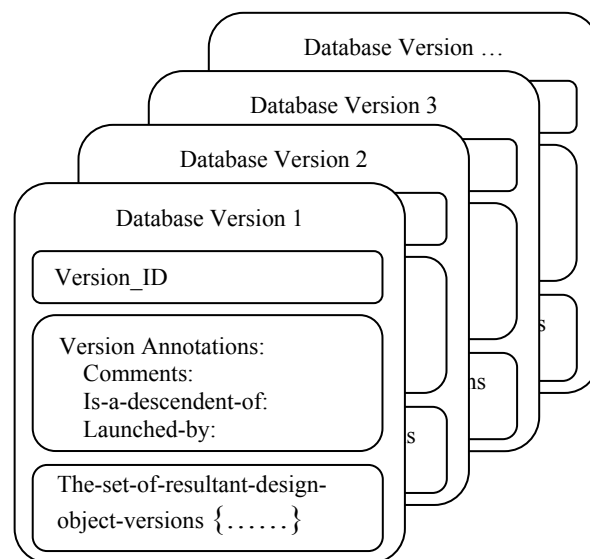 Database Version …
Database Version 3
Database Version 2
Database Version 1
Version_ID
Version Annotations:
Comments:
Is-a-descendent-of:
Launched-by:
The-set-of-resultant-design-
object-versions {……}